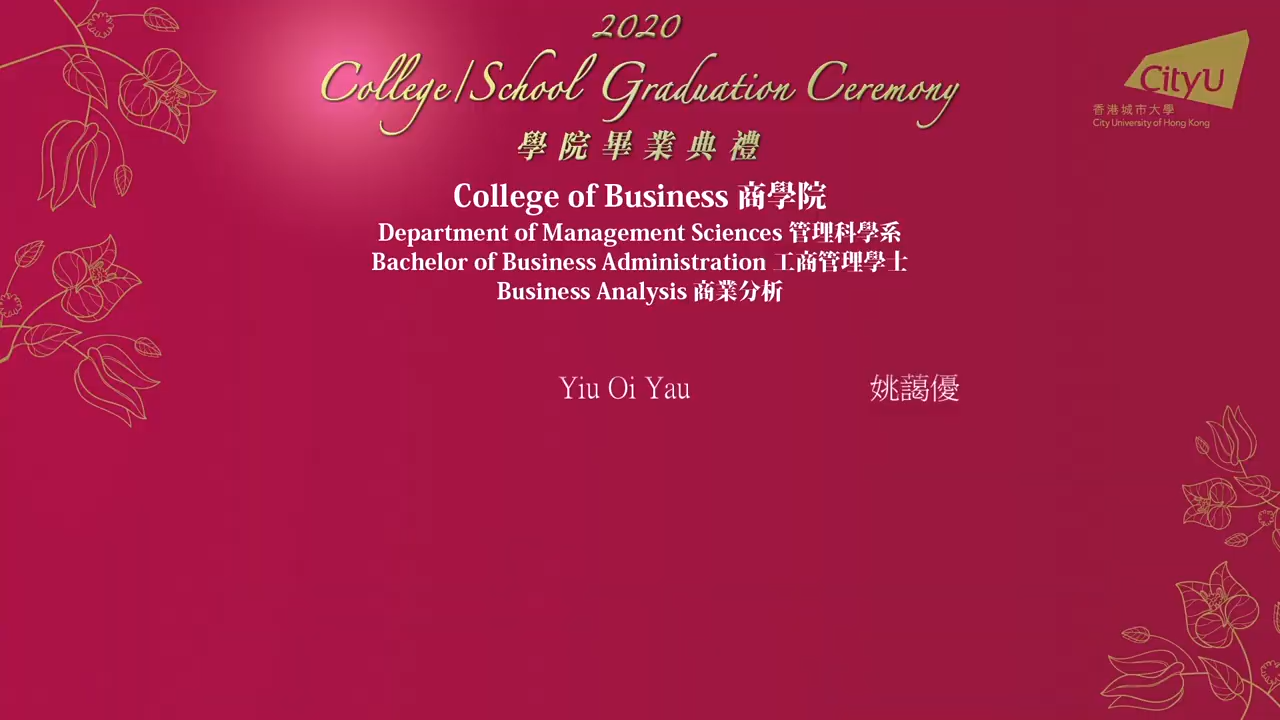 2020
College/School Graduation Ceremony
學院畢業典禮
CityU
香港城市大學
City University of Hong Kong
College of Business 商學院
Department of Management Sciences 管理科學系
Bachelor of Business Administration 工商管理學士
Business Analysis 商業分析
Yiu Oi Yau 姚藹優